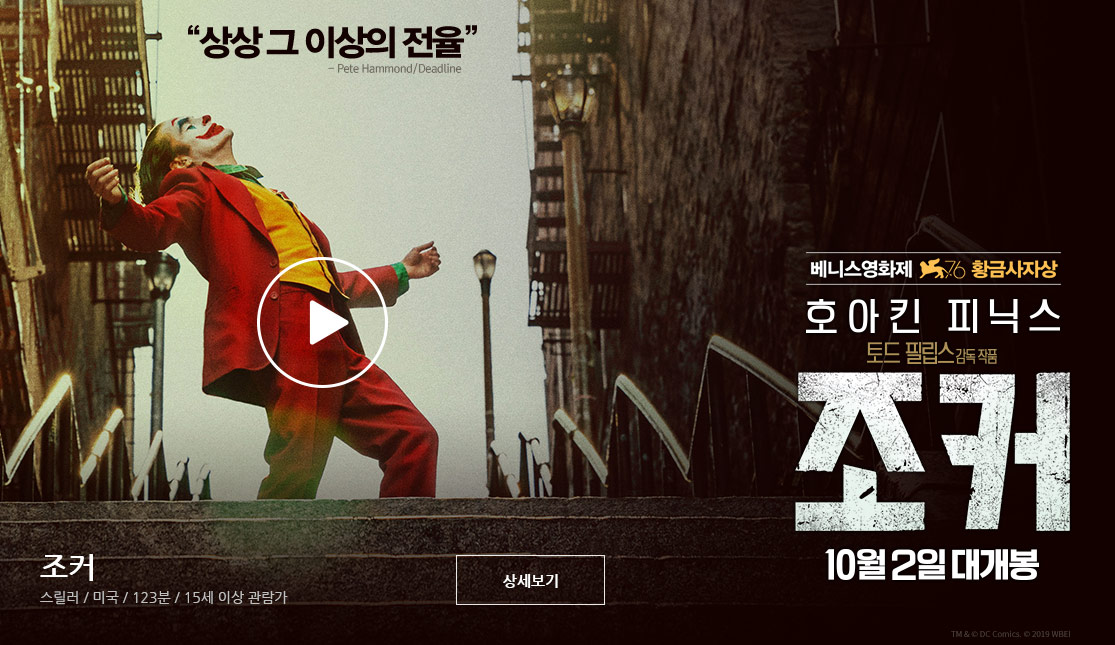 “상상 그 이상의 전율”
– Pete Hammond/Deadline
베니스영화제 76 황금사자상
호아킨 피닉스
토드 필립스 감독 작품
조커
10월 2일 대개봉
조커
스릴러 / 미국 / 123분 / 15세 이상 관람가
상세보기
TM & © DC Comics. © 2019 WBEI